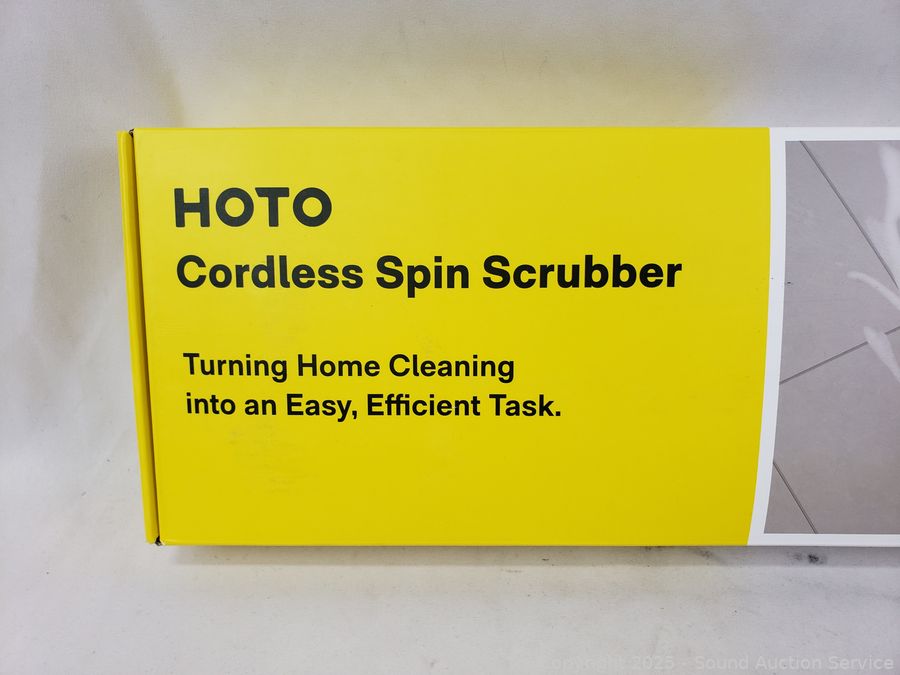 HOTO
Cordless Spin Scrubber
Turning Home Cleaning
into an Easy, Efficient Task.
Copyright 2025 - Sound Auction Service